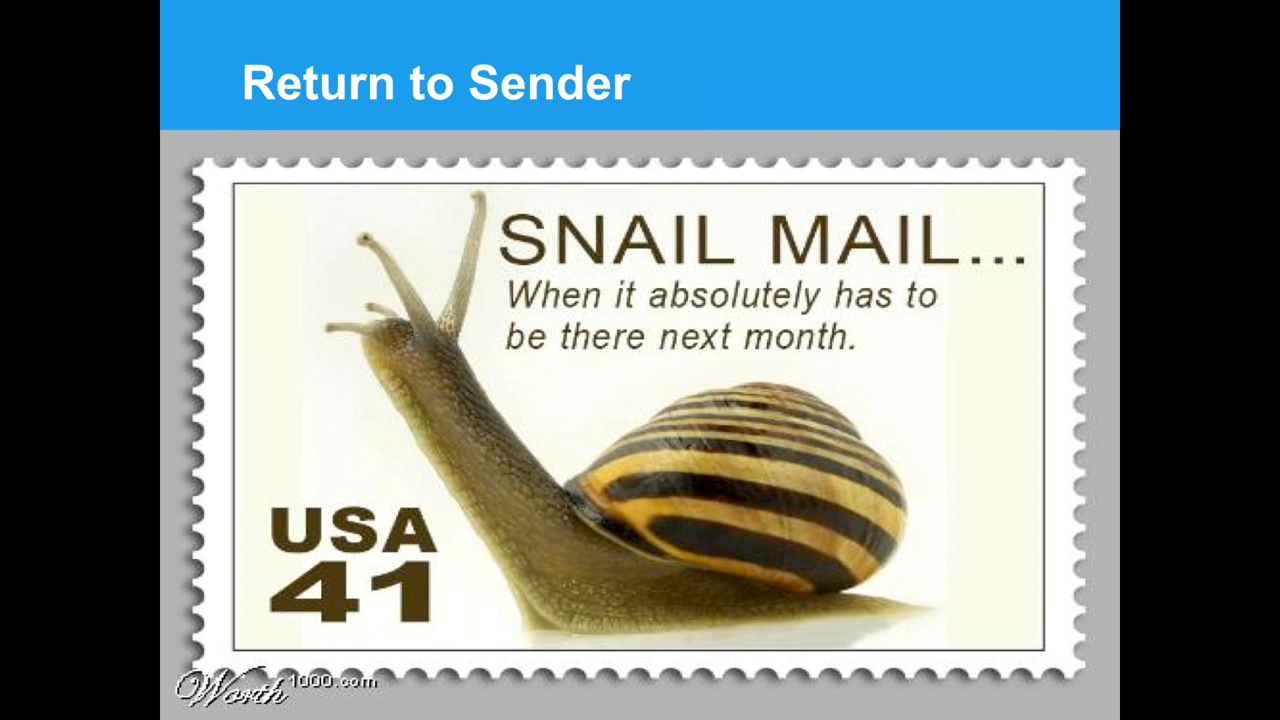 Return to Sender
SNAIL MAIL...
When it absolutely has to
be there next month.
USA
41
Worth1000.com